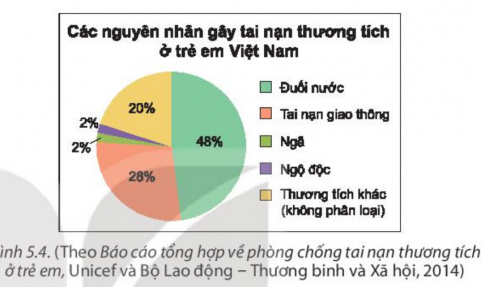 Các nguyên nhân gây tai nạn thương tích
ở trẻ em Việt Nam
20%
2%
2%
48%
28%
Đuối nước
Tai nạn giao thông
Ngã
Ngộ độc
Thương tích khác
(không phân loại)
ình 5.4. (Theo Báo cáo tổng hợp về phòng chống tai nạn thương tích
ở trẻ em, Unicef và Bộ Lao động – Thương binh và Xã hội, 2014)